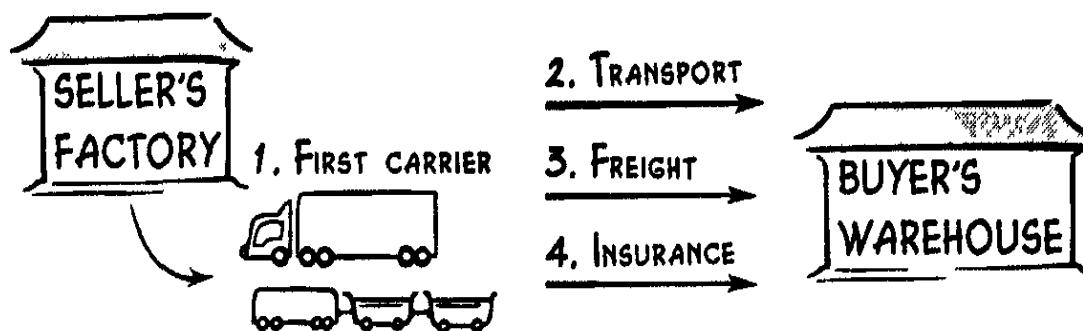 SELLER'S
FACTORY
1. FIRST CARRIER
2. TRANSPORT
3. FREIGHT
4. INSURANCE
BUYER'S
WAREHOUSE